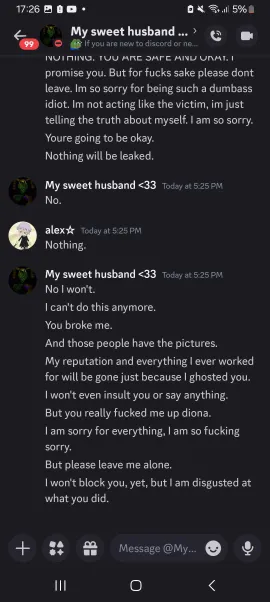 17:26
5%
99
My sweet husband ... >
If you are new to discord or ne...
NOTHING. YOU ARE SAFE AND OKAY. I
promise you. But for fucks sake please dont
leave. Im so sorry for being such a dumbass
idiot. Im not acting like the victim, im just
telling the truth about myself. I am so sorry.
Youre going to be okay.
Nothing will be leaked.
My sweet husband <33 Today at 5:25 PM
No.
alex☆ Today at 5:25 PM
Nothing.
My sweet husband <33 Today at 5:25 PM
No I won't.
I can't do this anymore.
You broke me.
And those people have the pictures.
My reputation and everything I ever worked
for will be gone just because I ghosted you.
I won't even insult you or say anything.
But you really fucked me up diona.
I am sorry for everything, I am so fucking
sorry.
But please leave me alone.
I won't block you, yet, but I am disgusted at
what you did.
Message @My...